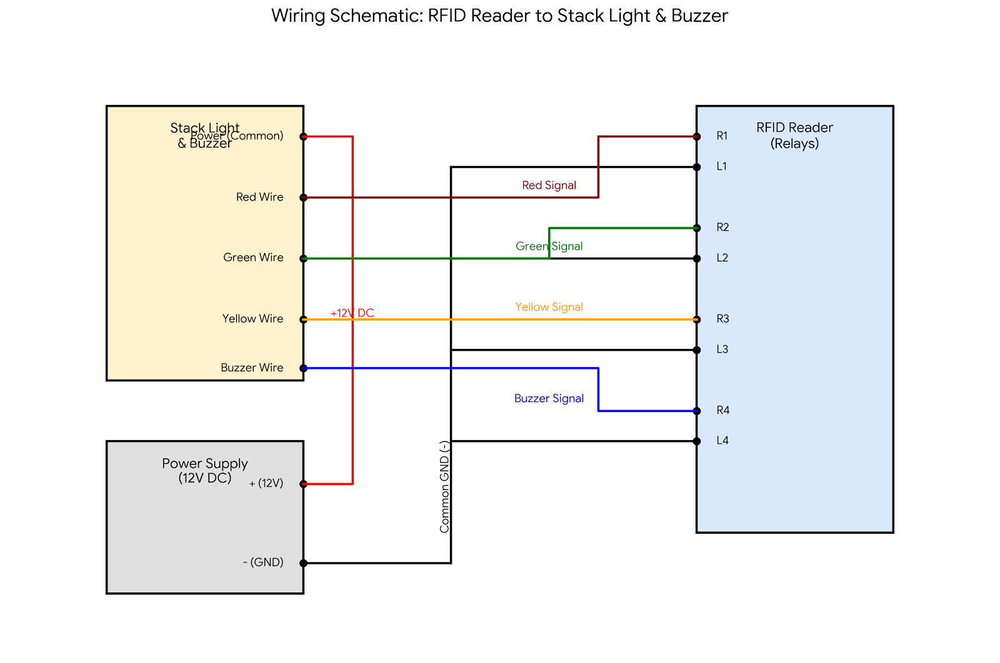 Wiring Schematic: RFID Reader to Stack Light & Buzzer
Stack Light
& Buzzer
Power (Common)
Red Wire
Green Wire
Yellow Wire
Buzzer Wire
Power Supply
(12V DC)
+ (12V)
- (GND)
+12V DC
Common GND (-)
Red Signal
Green Signal
Yellow Signal
Buzzer Signal
RFID Reader
(Relays)
R1
L1
R2
L2
R3
L3
R4
L4